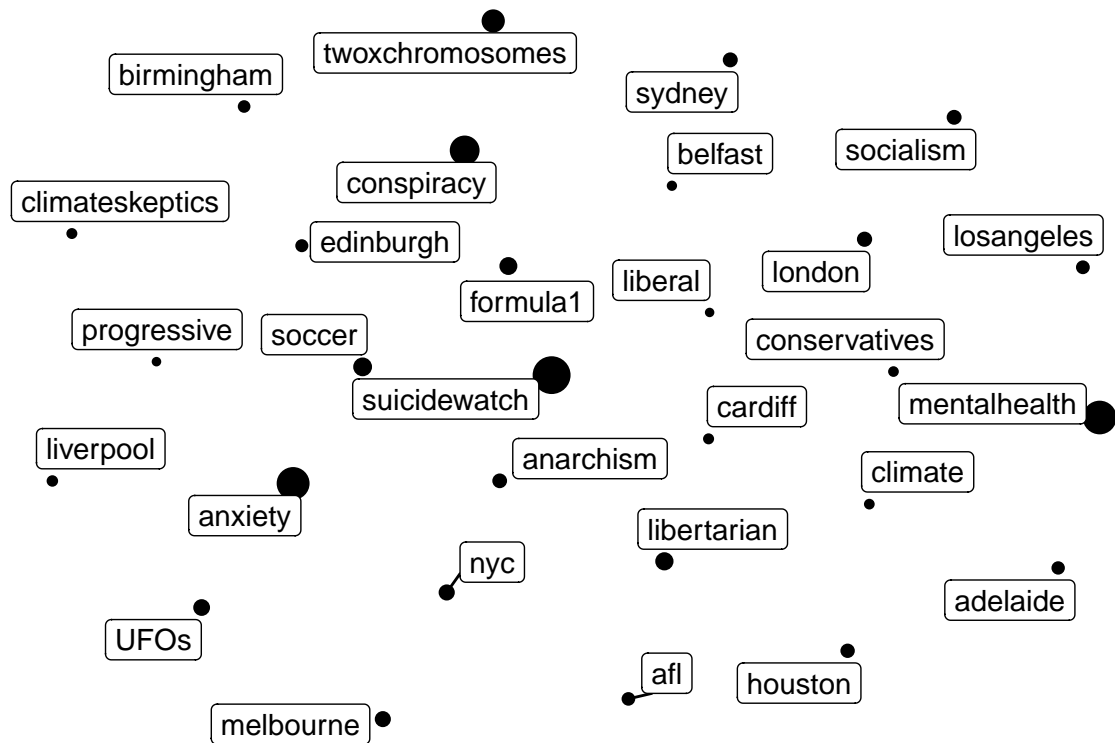 twoxchromosomes
birmingham
sydney
belfast
socialism
conspiracy
climateskeptics
edinburgh
losangeles
london
liberal
formula1
progressive
soccer
conservatives
suicidewatch
mentalhealth
cardiff
liverpool
anarchism
climate
anxiety
libertarian
nyc
adelaide
UFOs
afl
houston
melbourne